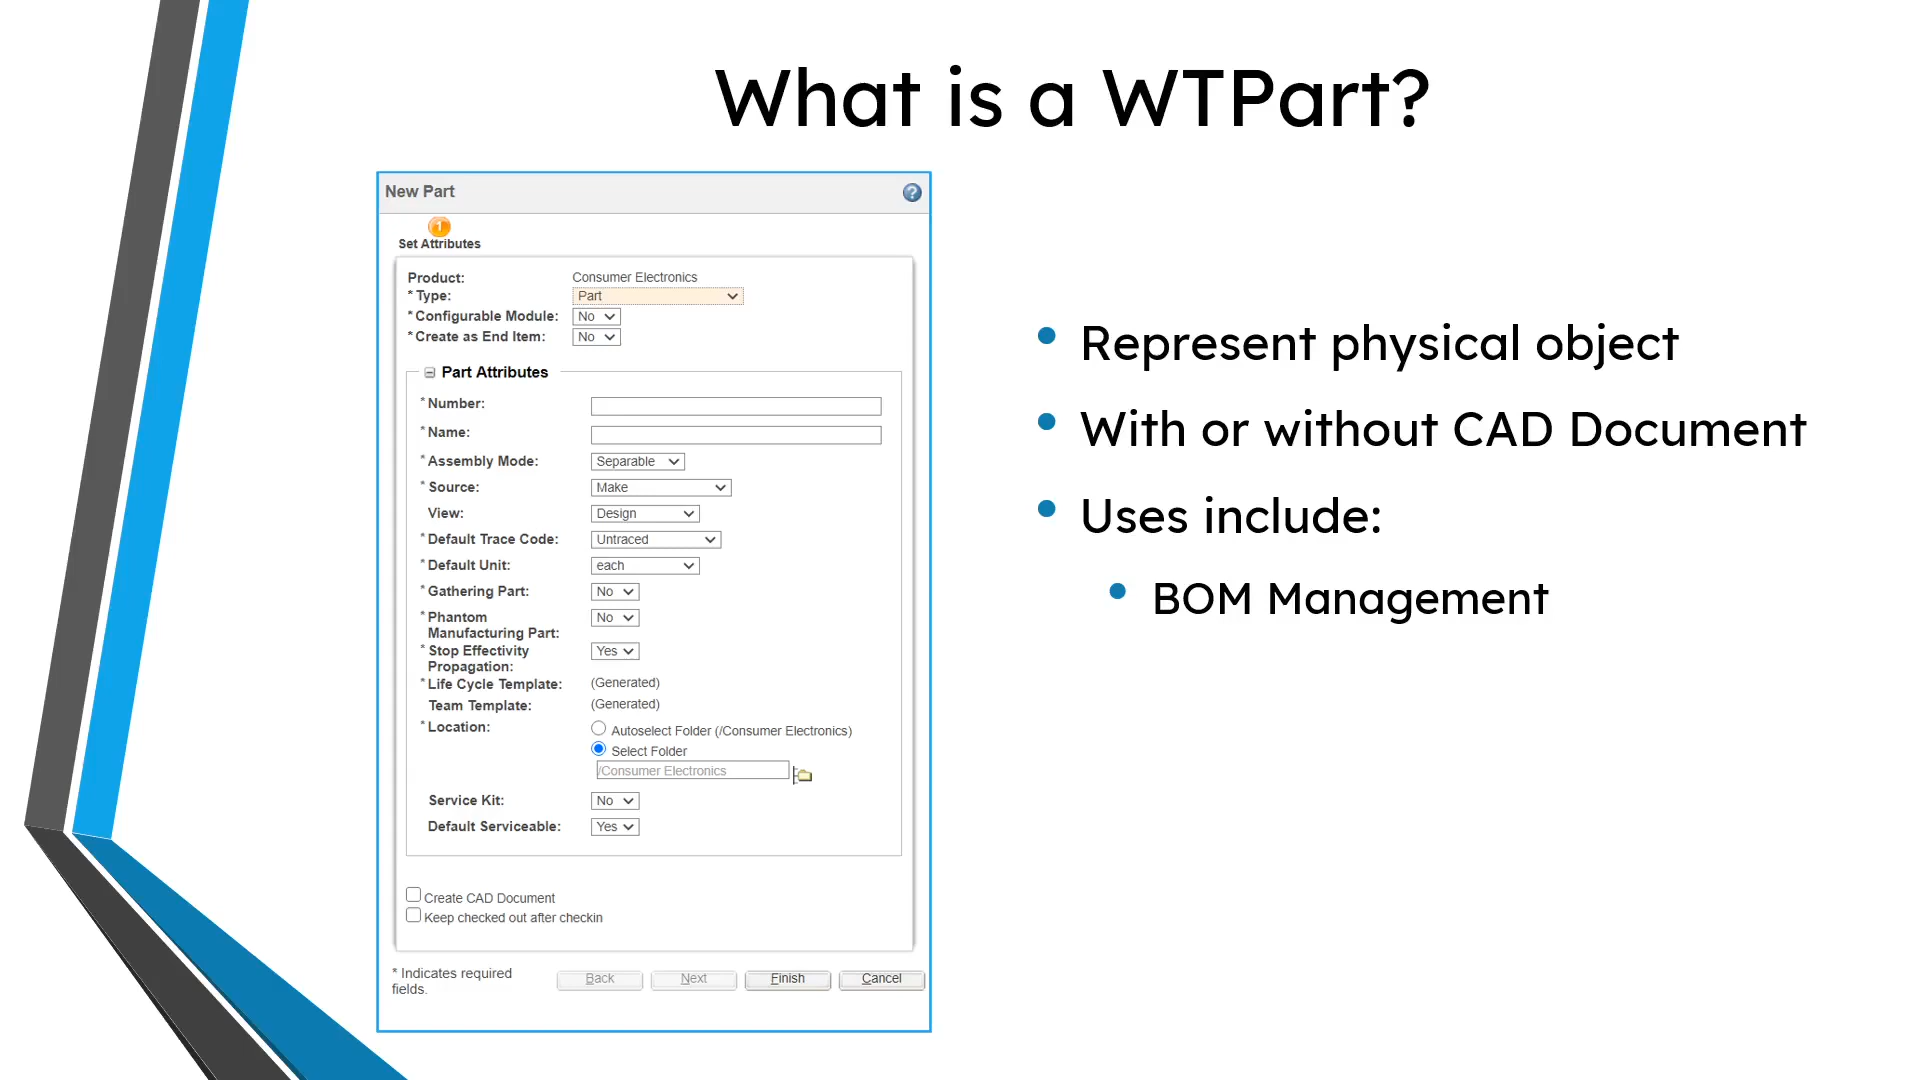 What is a WTPart?
New Part
1
Set Attributes
Product: Consumer Electronics
* Type: Part
* Configurable Module: No
* Create as End Item: No
Part Attributes
* Number:
* Name:
* Assembly Mode: Separable
* Source: Make
View: Design
* Default Trace Code: Untraced
* Default Unit: each
* Gathering Part: No
* Phantom
Manufacturing Part: No
* Stop Effectivity
Propagation: Yes
* Life Cycle Template: (Generated)
Team Template: (Generated)
* Location: Autoselect Folder (/Consumer Electronics)
Select Folder
/Consumer Electronics
Service Kit: No
Default Serviceable: Yes
Create CAD Document
Keep checked out after checkin
* Indicates required
fields.
Back Next Finish Cancel
• Represent physical object
• With or without CAD Document
• Uses include:
• BOM Management